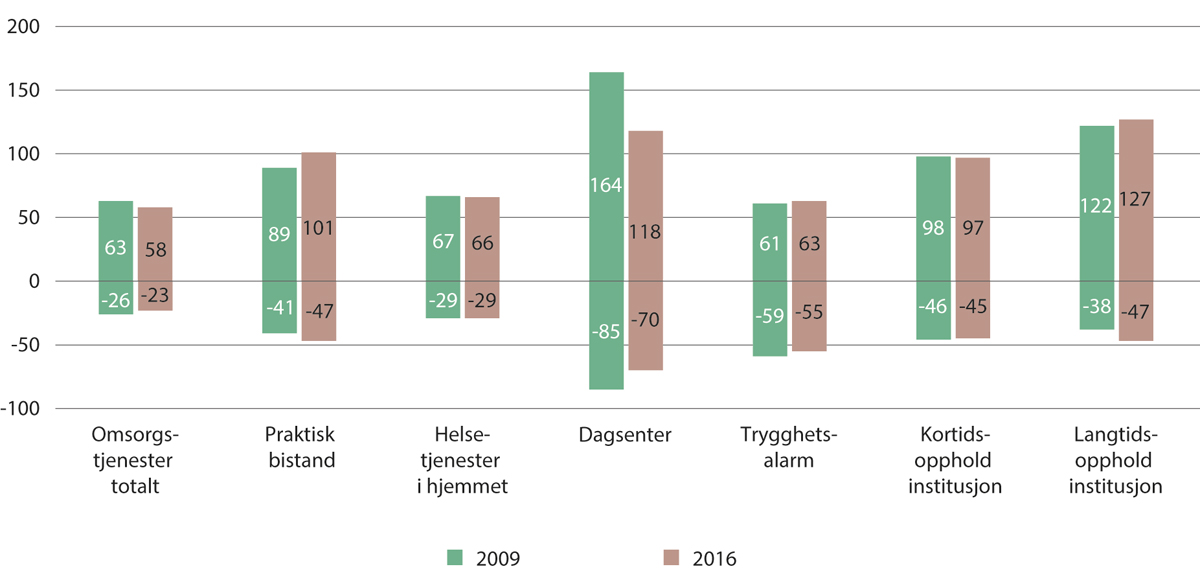 200
150
100
50
0
-50
-100
63
58
-26
-23
89
101
-41
-47
67
66
-29
-29
164
118
-85
-70
61
63
-59
-55
98
97
-46
-45
122
127
-38
-47
Omsorgs-
tjenester
totalt
Praktisk
bistand
Helse-
tjenester
i hjemmet
Dagsenter
Trygghets-
alarm
Kortids-
opphold
institusjon
Langtids-
opphold
institusjon
2009
2016